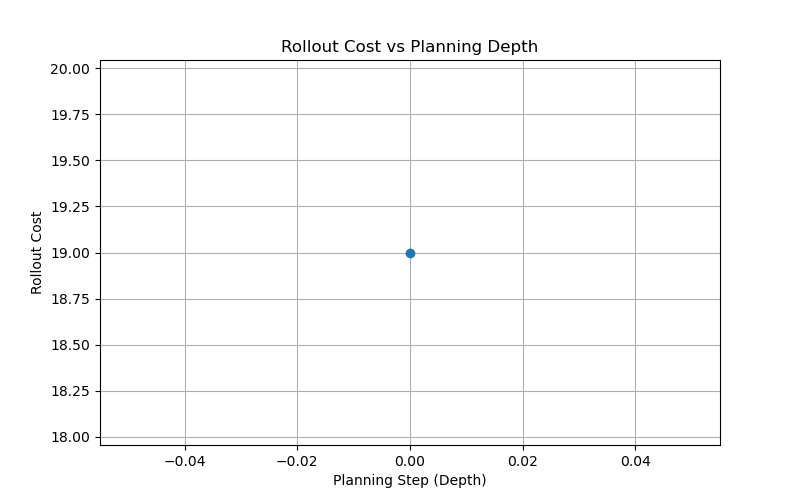 Rollout Cost vs Planning Depth
20.00
19.75
19.50
19.25
19.00
18.75
18.50
18.25
18.00
Rollout Cost
−0.04 −0.02 0.00 0.02 0.04
Planning Step (Depth)